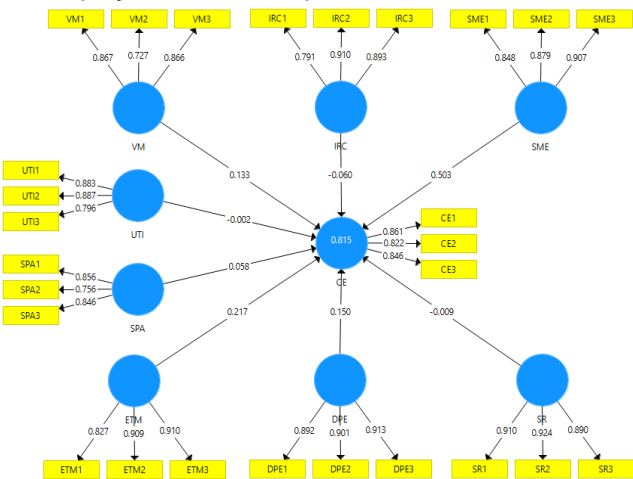 VM1 VM2 VM3 IRC1 IRC2 IRC3 SME1 SME2 SME3
0.867 0.727 0.866 0.791 0.910 0.893 0.848 0.879 0.907
VM IRC SME
UTI1
UTI2
UTI3
0.883
0.887
0.796
UTI
0.133
-0.060
0.503
-0.002
SPA1
SPA2
SPA3
0.856
0.756
0.846
SPA
0.058
0.815
CE
0.861
0.822
0.846
CE1
CE2
CE3
0.217
0.150
-0.009
ETM DPE SR
0.827 0.909 0.910 0.892 0.901 0.913 0.910 0.924 0.890
ETM1 ETM2 ETM3 DPE1 DPE2 DPE3 SR1 SR2 SR3